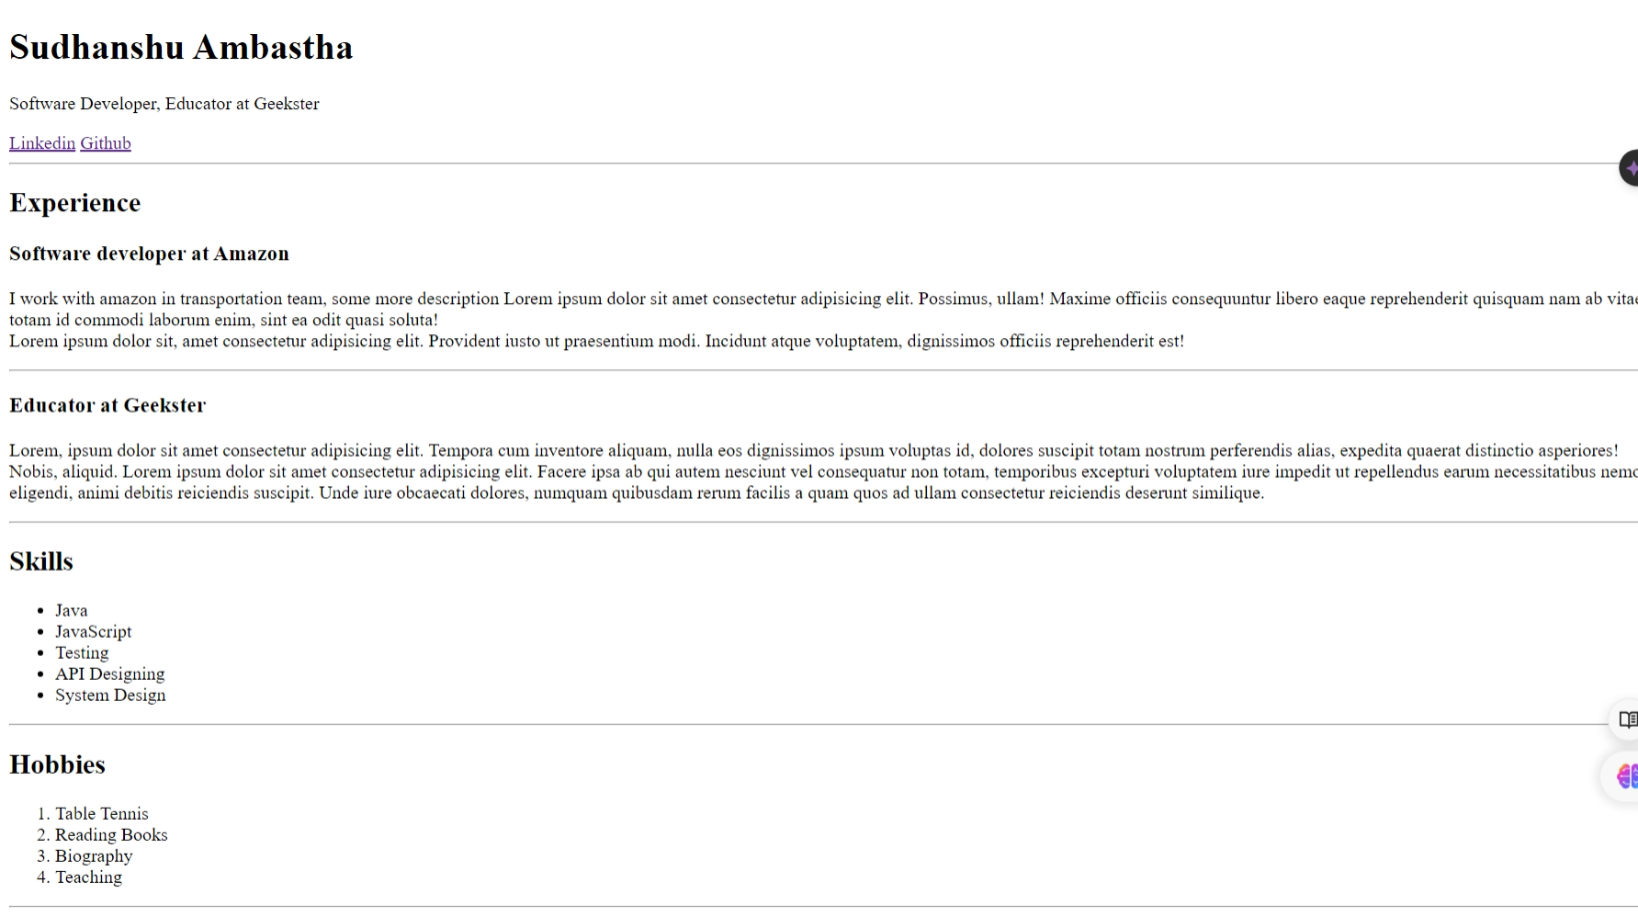 Sudhanshu Ambastha
Software Developer, Educator at Geekster
Linkedin Github
Experience
Software developer at Amazon
I work with amazon in transportation team, some more description Lorem ipsum dolor sit amet consectetur adipisicing elit. Possimus, ullam! Maxime officiis consequuntur libero eaque reprehenderit quisquam nam ab vitae
totam id commodi laborum enim, sint ea odit quasi soluta!
Lorem ipsum dolor sit, amet consectetur adipisicing elit. Provident iusto ut praesentium modi. Incidunt atque voluptatem, dignissimos officiis reprehenderit est!
Educator at Geekster
Lorem, ipsum dolor sit amet consectetur adipisicing elit. Tempora cum inventore aliquam, nulla eos dignissimos ipsum voluptas id, dolores suscipit totam nostrum perferendis alias, expedita quaerat distinctio asperiores!
Nobis, aliquid. Lorem ipsum dolor sit amet consectetur adipisicing elit. Facere ipsa ab qui autem nesciunt vel consequatur non totam, temporibus excepturi voluptatem iure impedit ut repellendus earum necessitatibus nemo
eligendi, animi debitis reiciendis suscipit. Unde iure obcaecati dolores, numquam quibusdam rerum facilis a quam quos ad ullam consectetur reiciendis deserunt similique.
Skills
• Java
• JavaScript
• Testing
• API Designing
• System Design
Hobbies
1. Table Tennis
2. Reading Books
3. Biography
4. Teaching